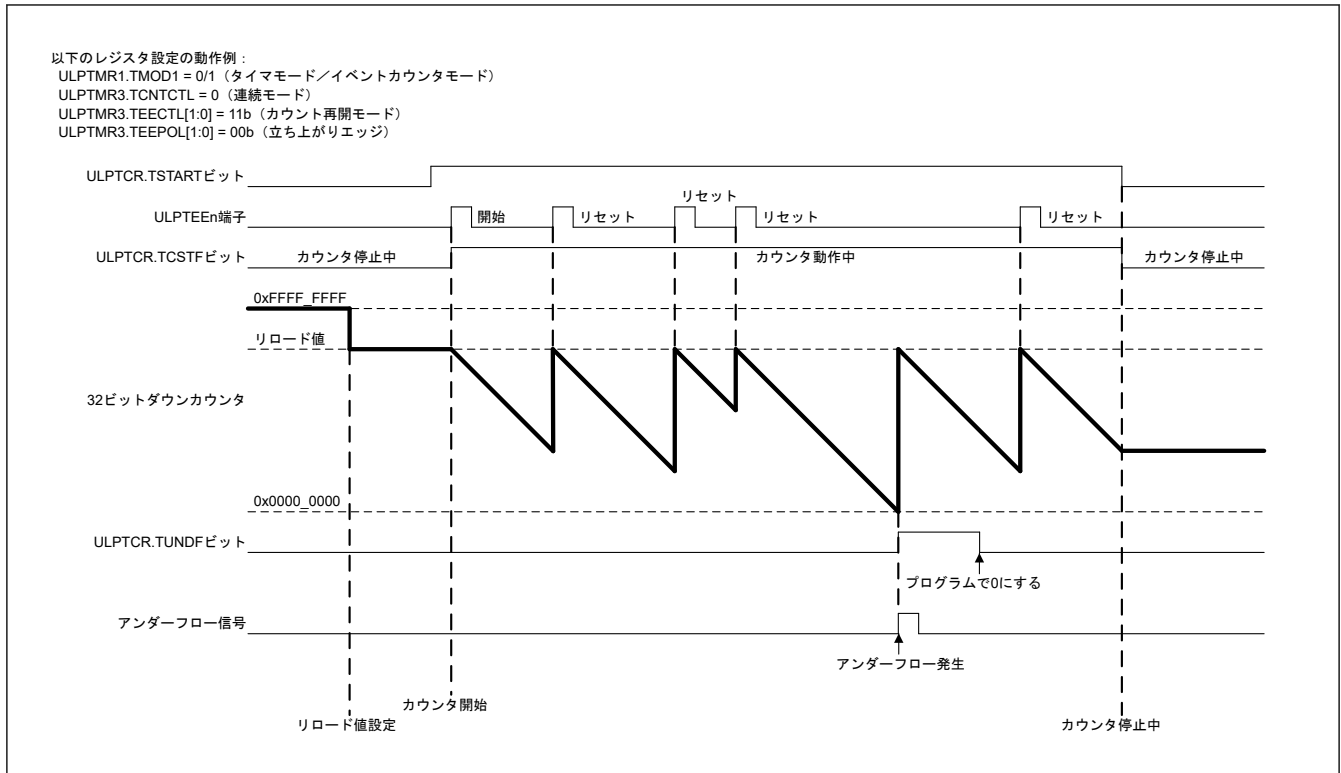 以下のレジスタ設定の動作例：
ULPTMR1.TMOD1 = 0/1（タイマモード／イベントカウンタモード）
ULPTMR3.TCNTCTL = 0（連続モード）
ULPTMR3.TEECTL[1:0] = 11b（カウント再開モード）
ULPTMR3.TEEPOL[1:0] = 00b（立ち上がりエッジ）
ULPTCR.TSTARTビット
リセット
ULPTEEn端子 開始 リセット リセット リセット
ULPTCR.TCSTFビット カウンタ停止中 カウンタ動作中 カウンタ停止中
0xFFFF_FFFF
リロード値
32ビットダウンカウンタ
0x0000_0000
ULPTCR.TUNDFビット
プログラムで0にする
アンダーフロー信号
アンダーフロー発生
カウンタ開始
リロード値設定 カウンタ停止中